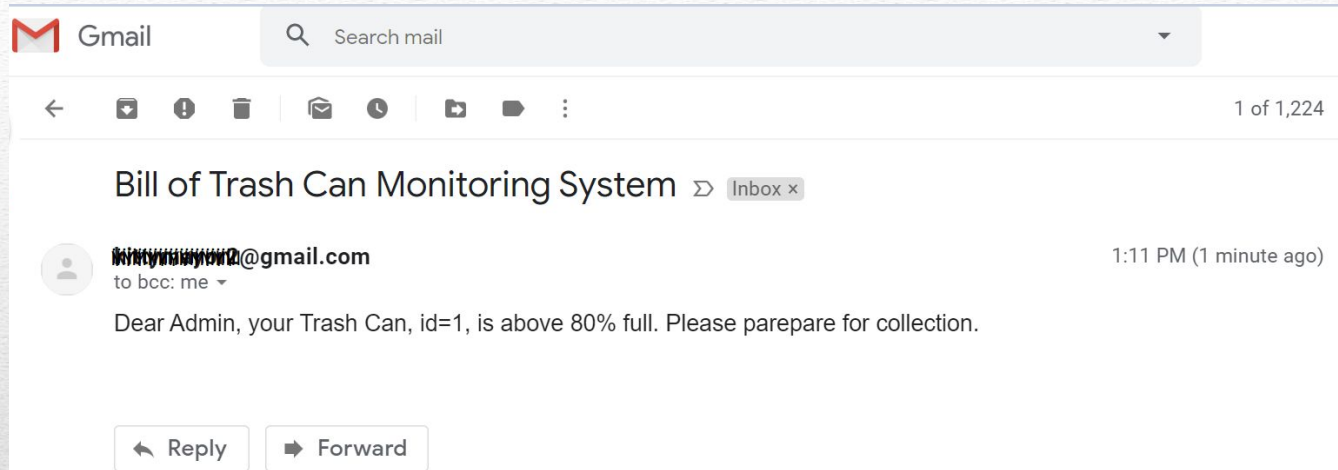 Gmail
Search mail
1 of 1,224
Bill of Trash Can Monitoring System Inbox ×
@gmail.com
1:11 PM (1 minute ago)
to bcc: me
Dear Admin, your Trash Can, id=1, is above 80% full. Please parepare for collection.
Reply
Forward